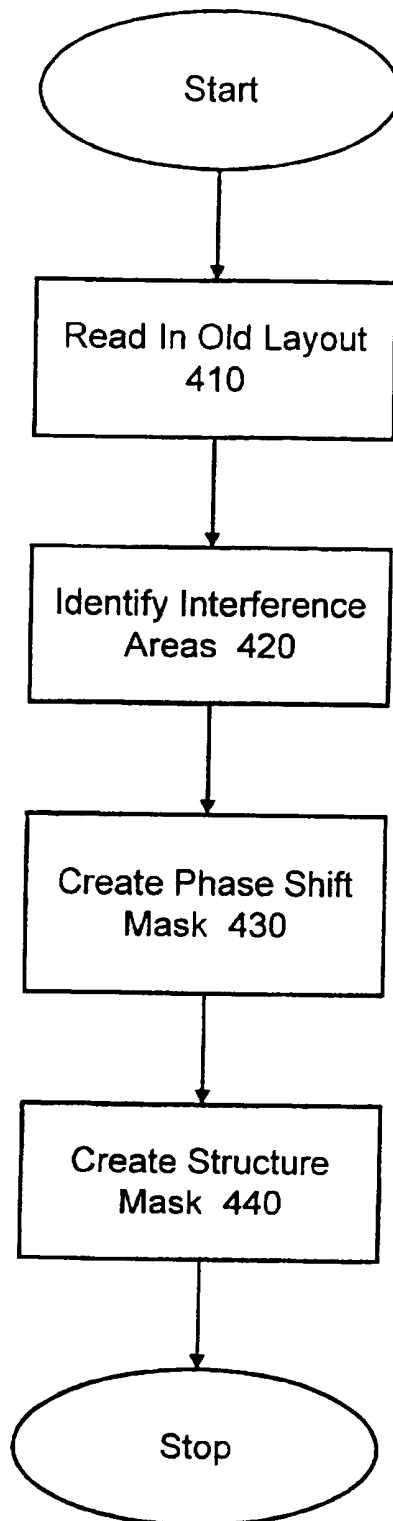 Start
Read In Old Layout
410
Identify Interference
Areas 420
Create Phase Shift
Mask 430
Create Structure
Mask 440
Stop